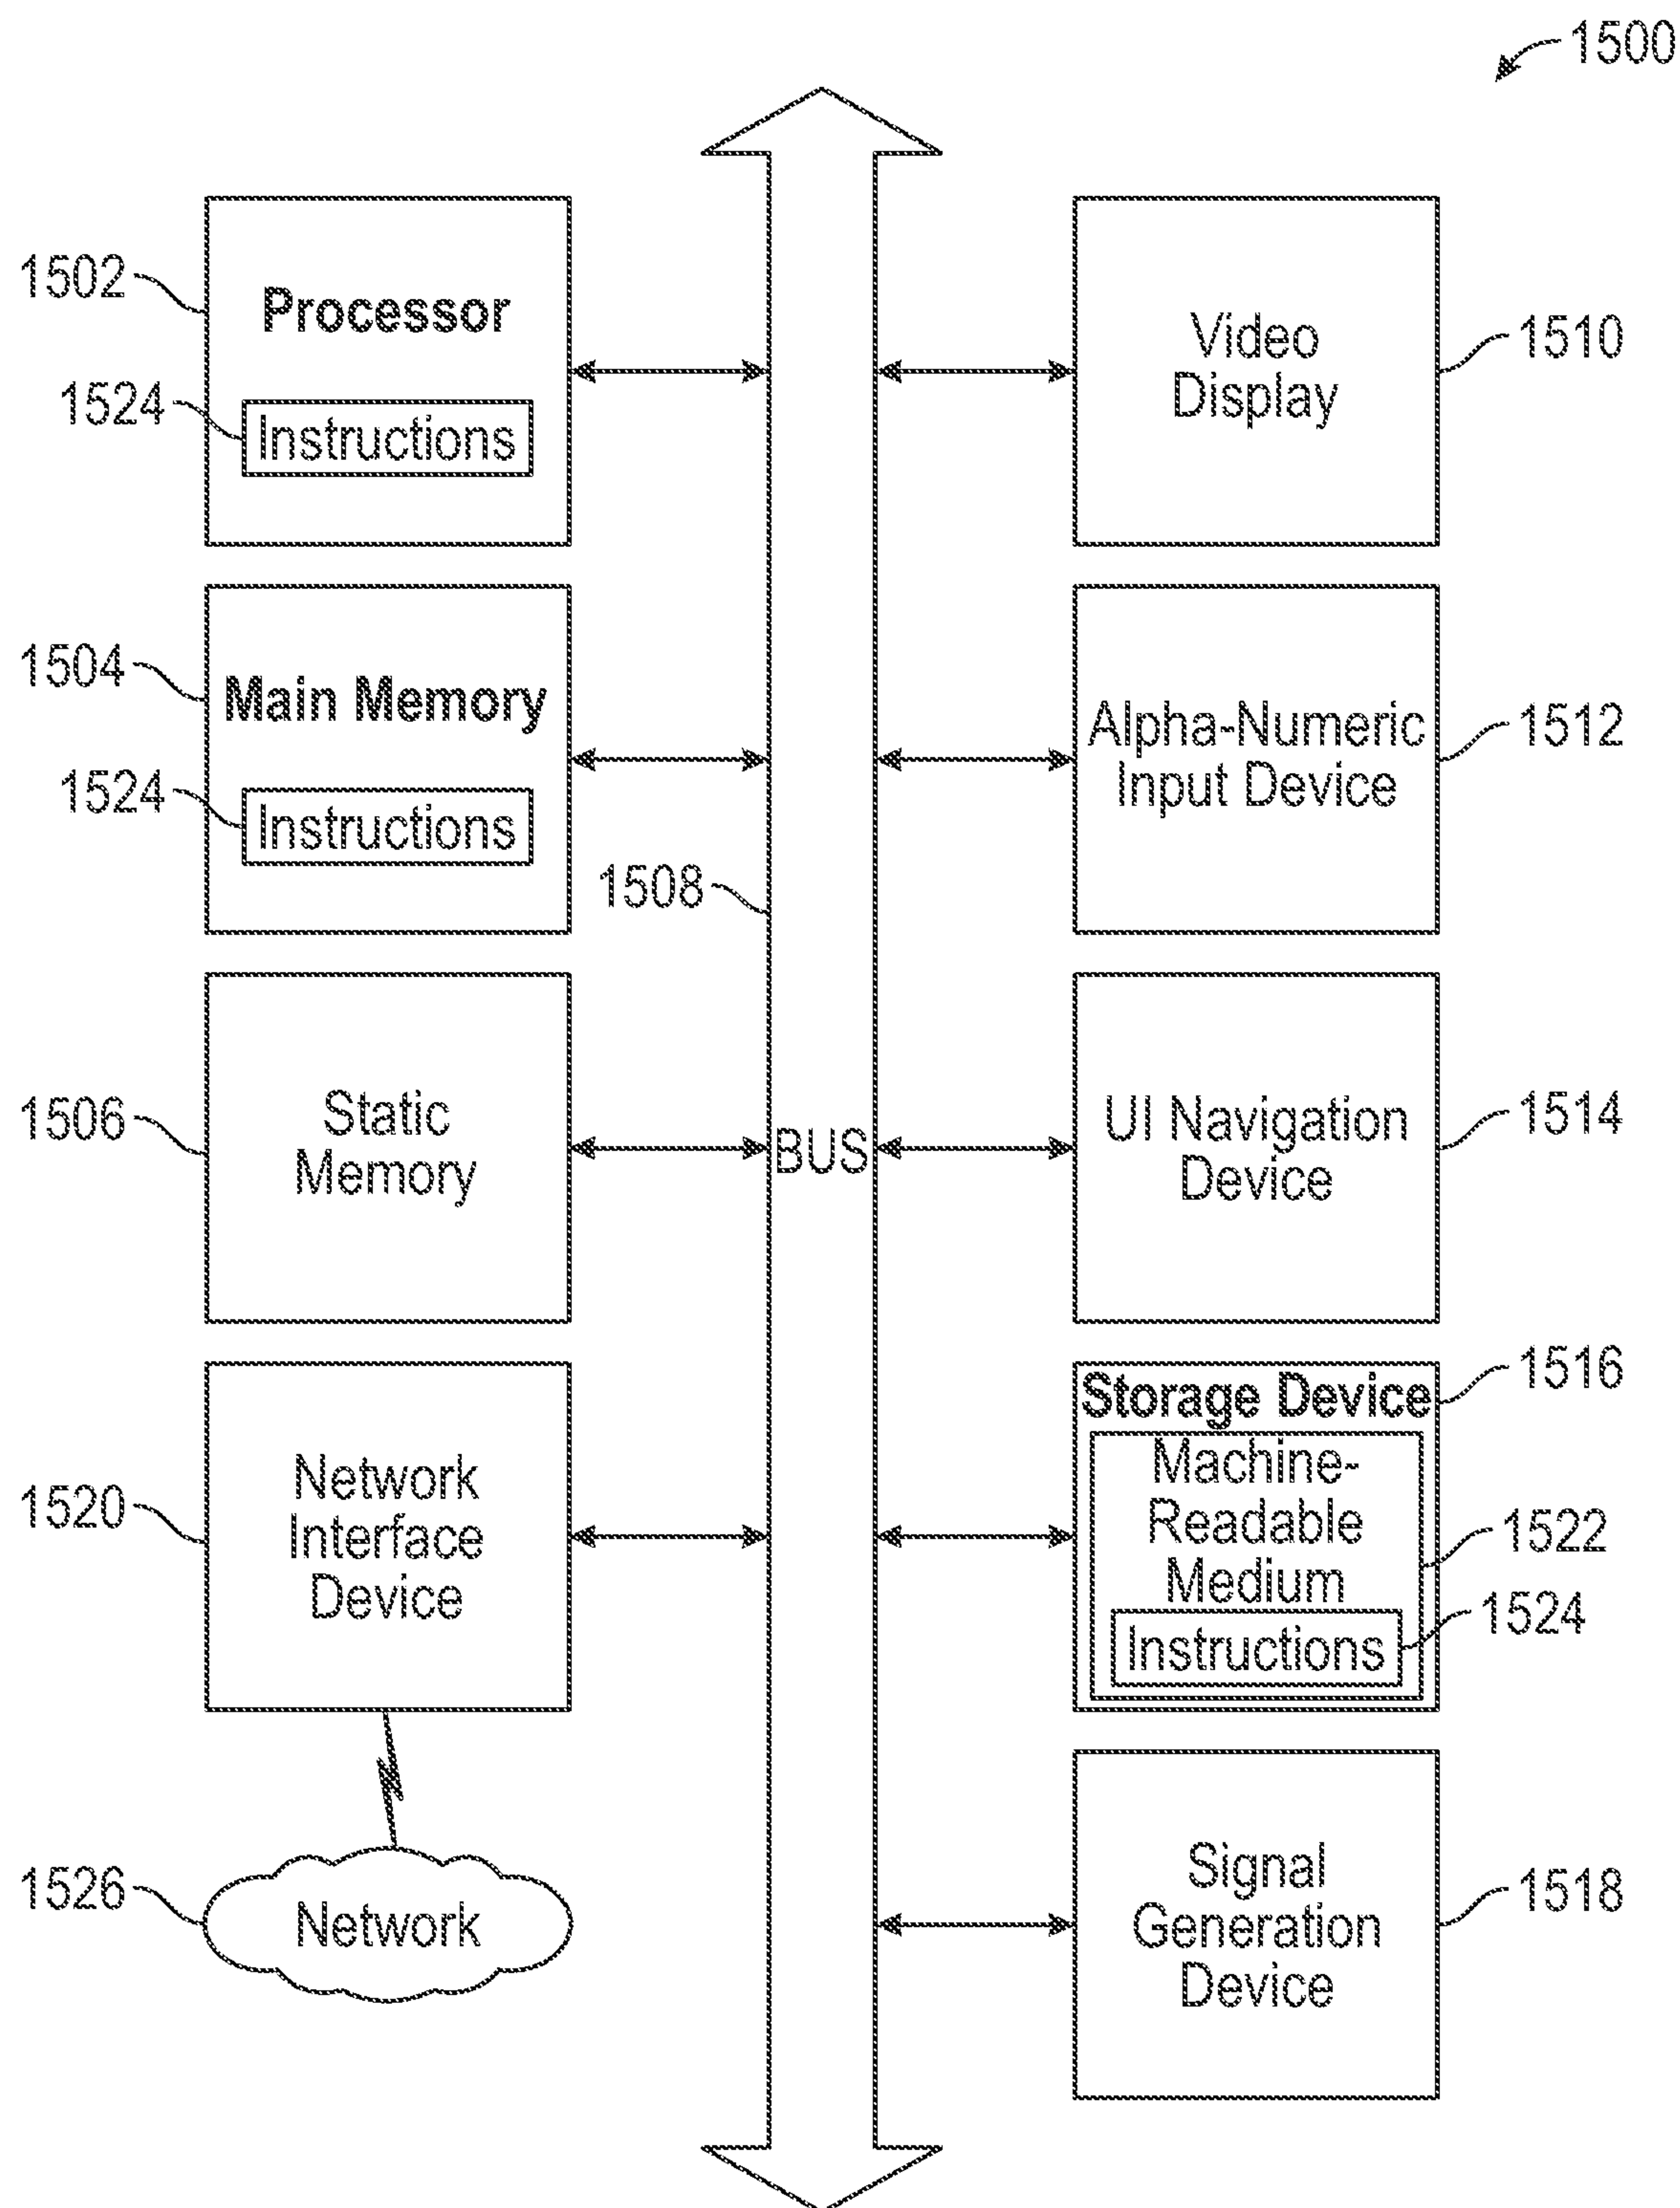 1500
1502
Processor
1524
Instructions
1510
Video
Display
1504
Main Memory
1524
Instructions
1508
1512
Alpha-Numeric
Input Device
1506
Static
Memory
BUS
UI Navigation
Device
1514
1520
Network
Interface
Device
1516
Storage Device
Machine-
Readable
Medium
1522
Instructions
1524
1526
Network
Signal
Generation
Device
1518